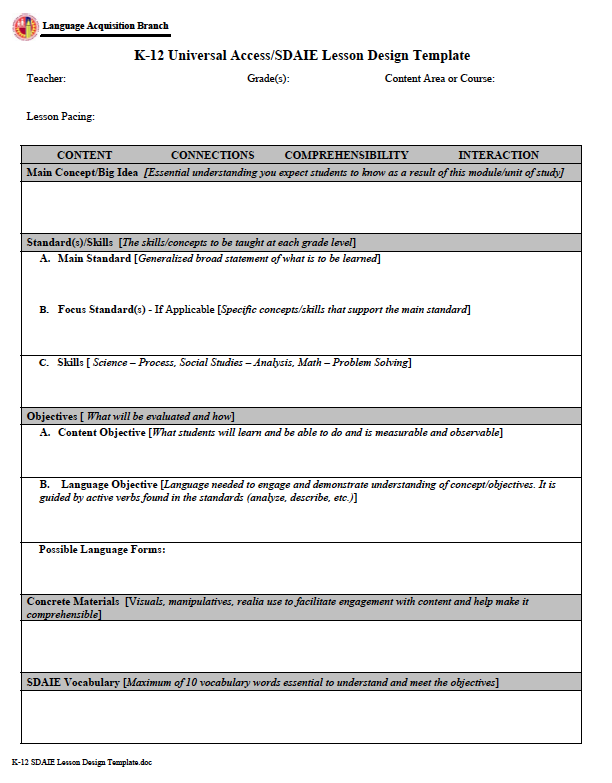 Language Acquisition Branch
K-12 Universal Access/SDAIE Lesson Design Template
Teacher: Grade(s): Content Area or Course:
Lesson Pacing:
CONTENT CONNECTIONS COMPREHENSIBILITY INTERACTION
Main Concept/Big Idea [Essential understanding you expect students to know as a result of this module/unit of study]
Standard(s)/Skills [The skills/concepts to be taught at each grade level]
A. Main Standard [Generalized broad statement of what is to be learned]
B. Focus Standard(s) - If Applicable [Specific concepts/skills that support the main standard]
C. Skills [ Science – Process, Social Studies – Analysis, Math – Problem Solving]
Objectives [ What will be evaluated and how]
A. Content Objective [What students will learn and be able to do and is measurable and observable]
B. Language Objective [Language needed to engage and demonstrate understanding of concept/objectives. It is
guided by active verbs found in the standards (analyze, describe, etc.)]
Possible Language Forms:
Concrete Materials [Visuals, manipulatives, realia use to facilitate engagement with content and help make it
comprehensible]
SDAIE Vocabulary [Maximum of 10 vocabulary words essential to understand and meet the objectives]
K-12 SDAIE Lesson Design Template.doc